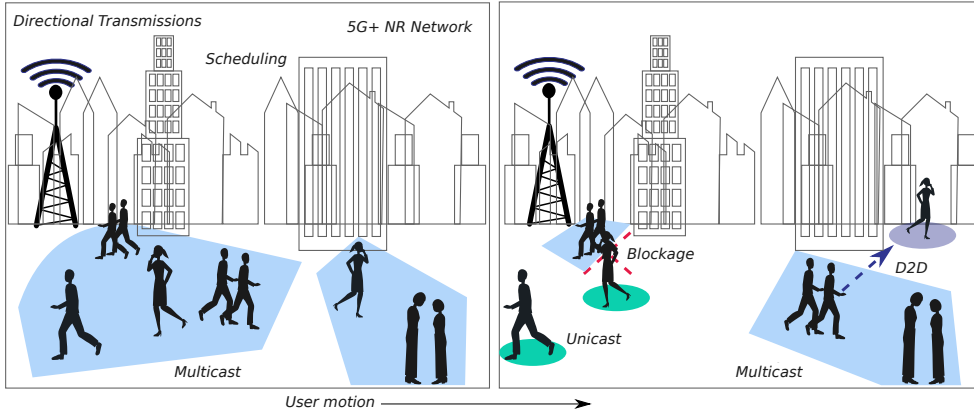 Directional Transmissions
5G+ NR Network
Scheduling
Multicast
Blockage
D2D
Unicast
Multicast
User motion